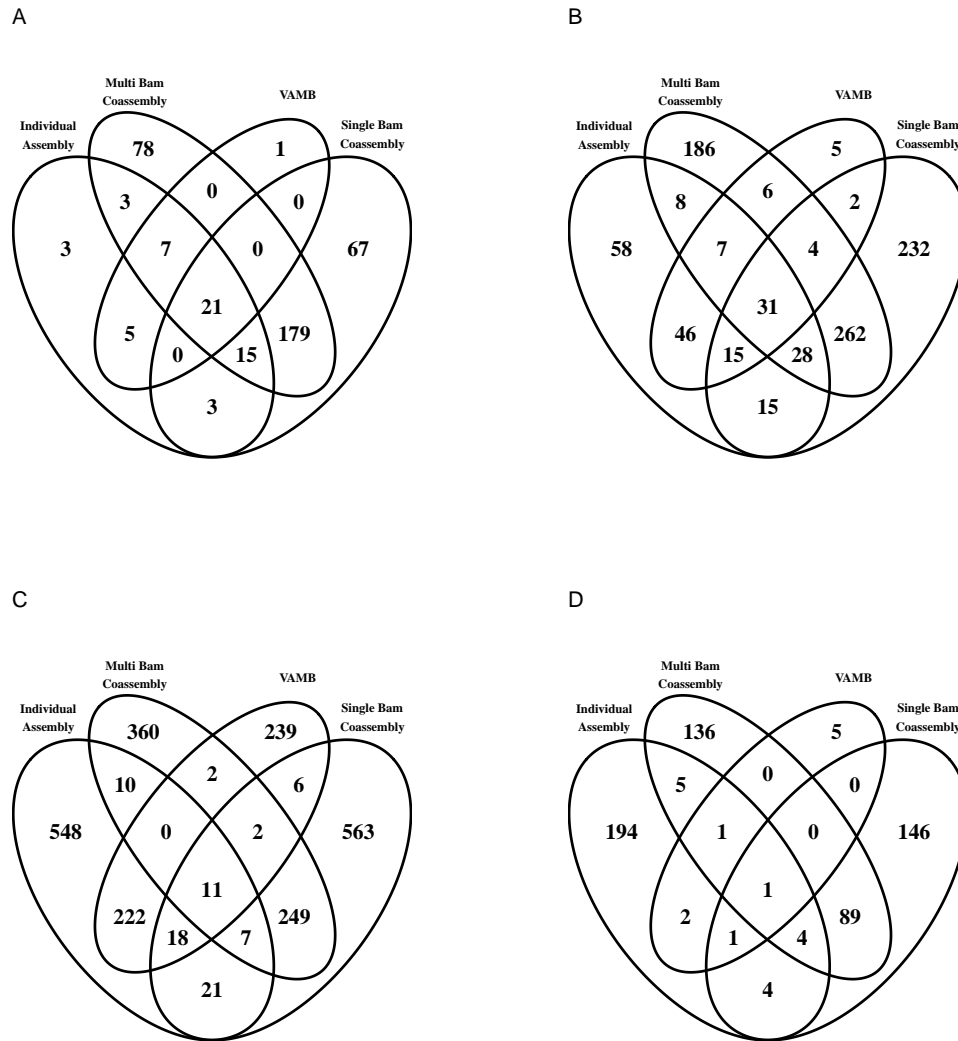 A
B
Multi Bam
Coassembly
VAMB
Individual
Assembly
Single Bam
Coassembly
78
1
3
0
0
3
7
0
67
21
5
0
15
179
3
Multi Bam
Coassembly
VAMB
Individual
Assembly
Single Bam
Coassembly
186
5
8
6
2
58
7
4
232
31
46
15
28
262
15
C
D
Multi Bam
Coassembly
VAMB
Individual
Assembly
Single Bam
Coassembly
360
239
10
2
6
548
0
2
563
11
222
18
7
249
21
Multi Bam
Coassembly
VAMB
Individual
Assembly
Single Bam
Coassembly
136
5
5
0
0
194
1
0
146
1
2
1
4
89
4